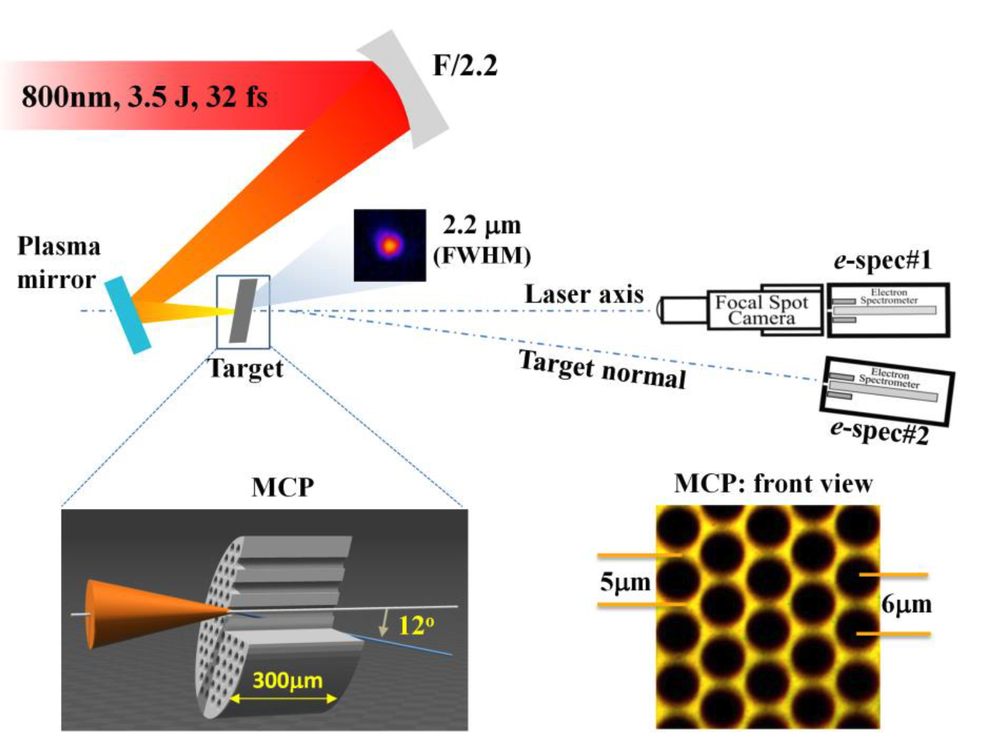 F/2.2
800nm, 3.5 J, 32 fs
2.2 μm
(FWHM)
Plasma
mirror
Target
Laser axis
Target normal
Focal Spot
Camera
e-spec#1
Electron
Spectrometer
Electron
Spectrometer
e-spec#2
MCP
12°
300μm
MCP: front view
5μm
6μm